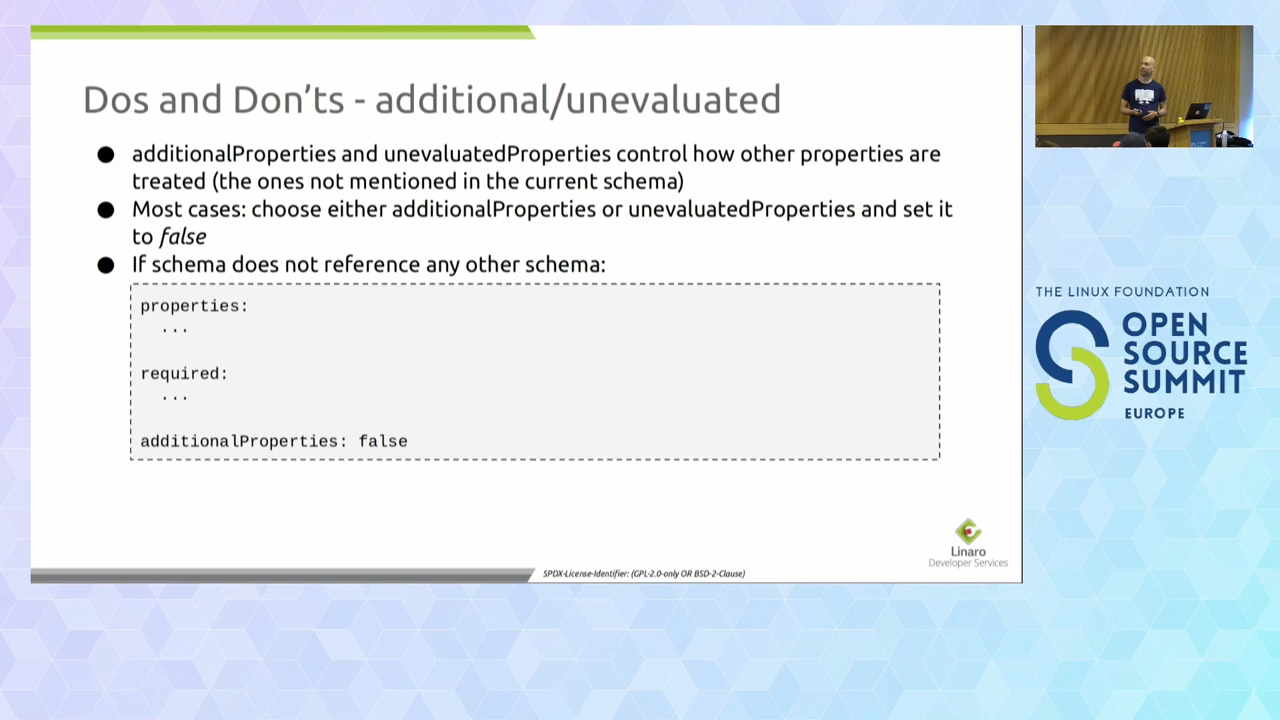 Dos and Don'ts - additional/unevaluated
● additionalProperties and unevaluatedProperties control how other properties are
treated (the ones not mentioned in the current schema)
● Most cases: choose either additionalProperties or unevaluatedProperties and set it
to false
● If schema does not reference any other schema:
properties:
...
required:
...
additionalProperties: false
Linaro
Developer Services
SPDX-License-Identifier: (GPL-2.0-only OR BSD-2-Clause)
THE LINUX FOUNDATION
OPEN
SOURCE
SUMMIT
EUROPE